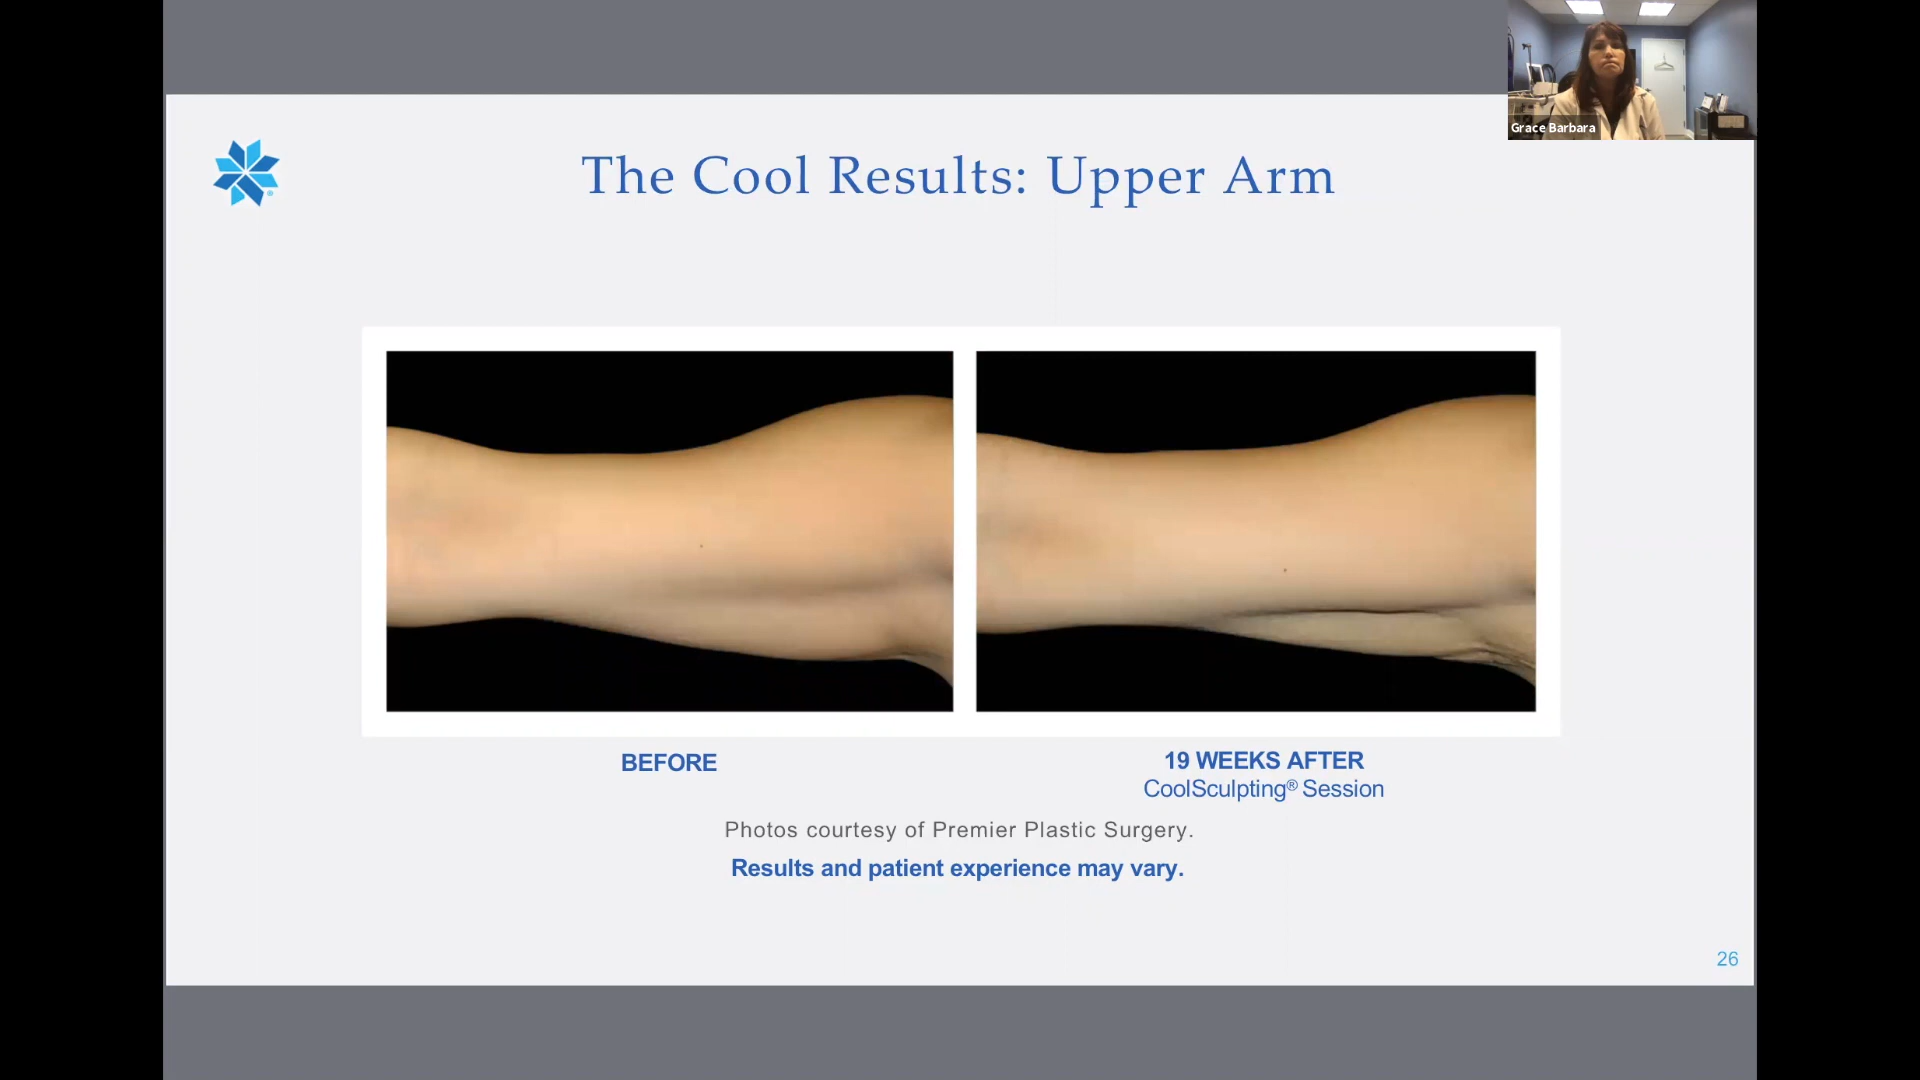 Grace Barbara
The Cool Results: Upper Arm
BEFORE
19 WEEKS AFTER
CoolSculpting® Session
Photos courtesy of Premier Plastic Surgery.
Results and patient experience may vary.
26